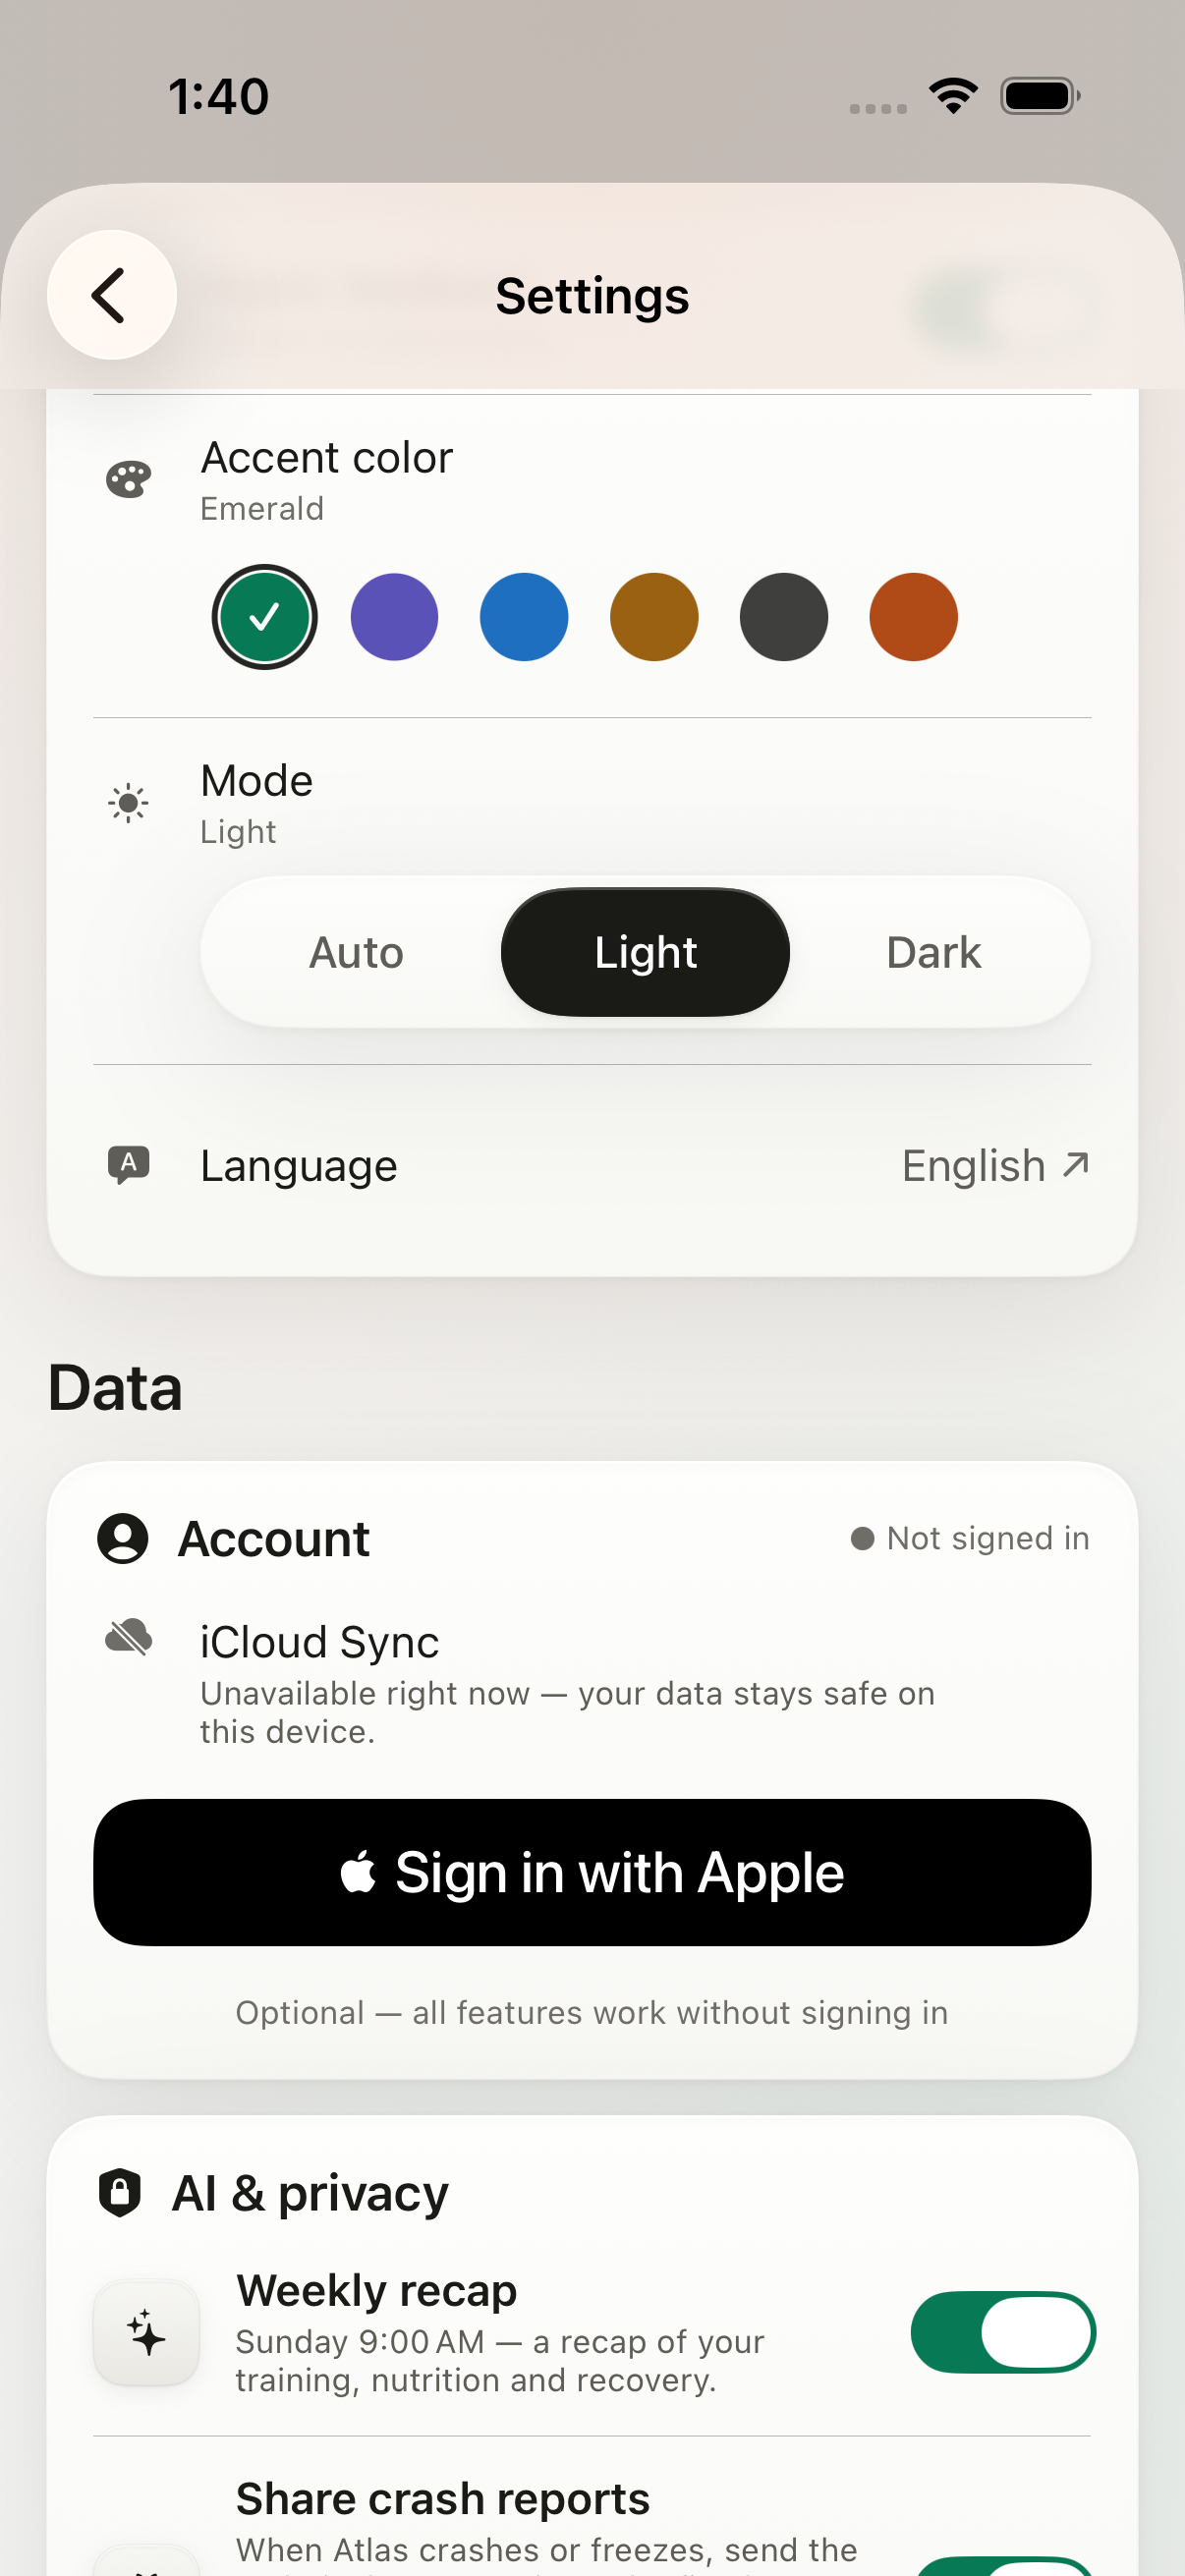 1:40
Settings
Accent color
Emerald
Mode
Light
Auto
Light
Dark
Language
English
Data
Account
Not signed in
iCloud Sync
Unavailable right now — your data stays safe on
this device.
Sign in with Apple
Optional — all features work without signing in
AI & privacy
Weekly recap
Sunday 9:00 AM — a recap of your
training, nutrition and recovery.
Share crash reports
When Atlas crashes or freezes, send the